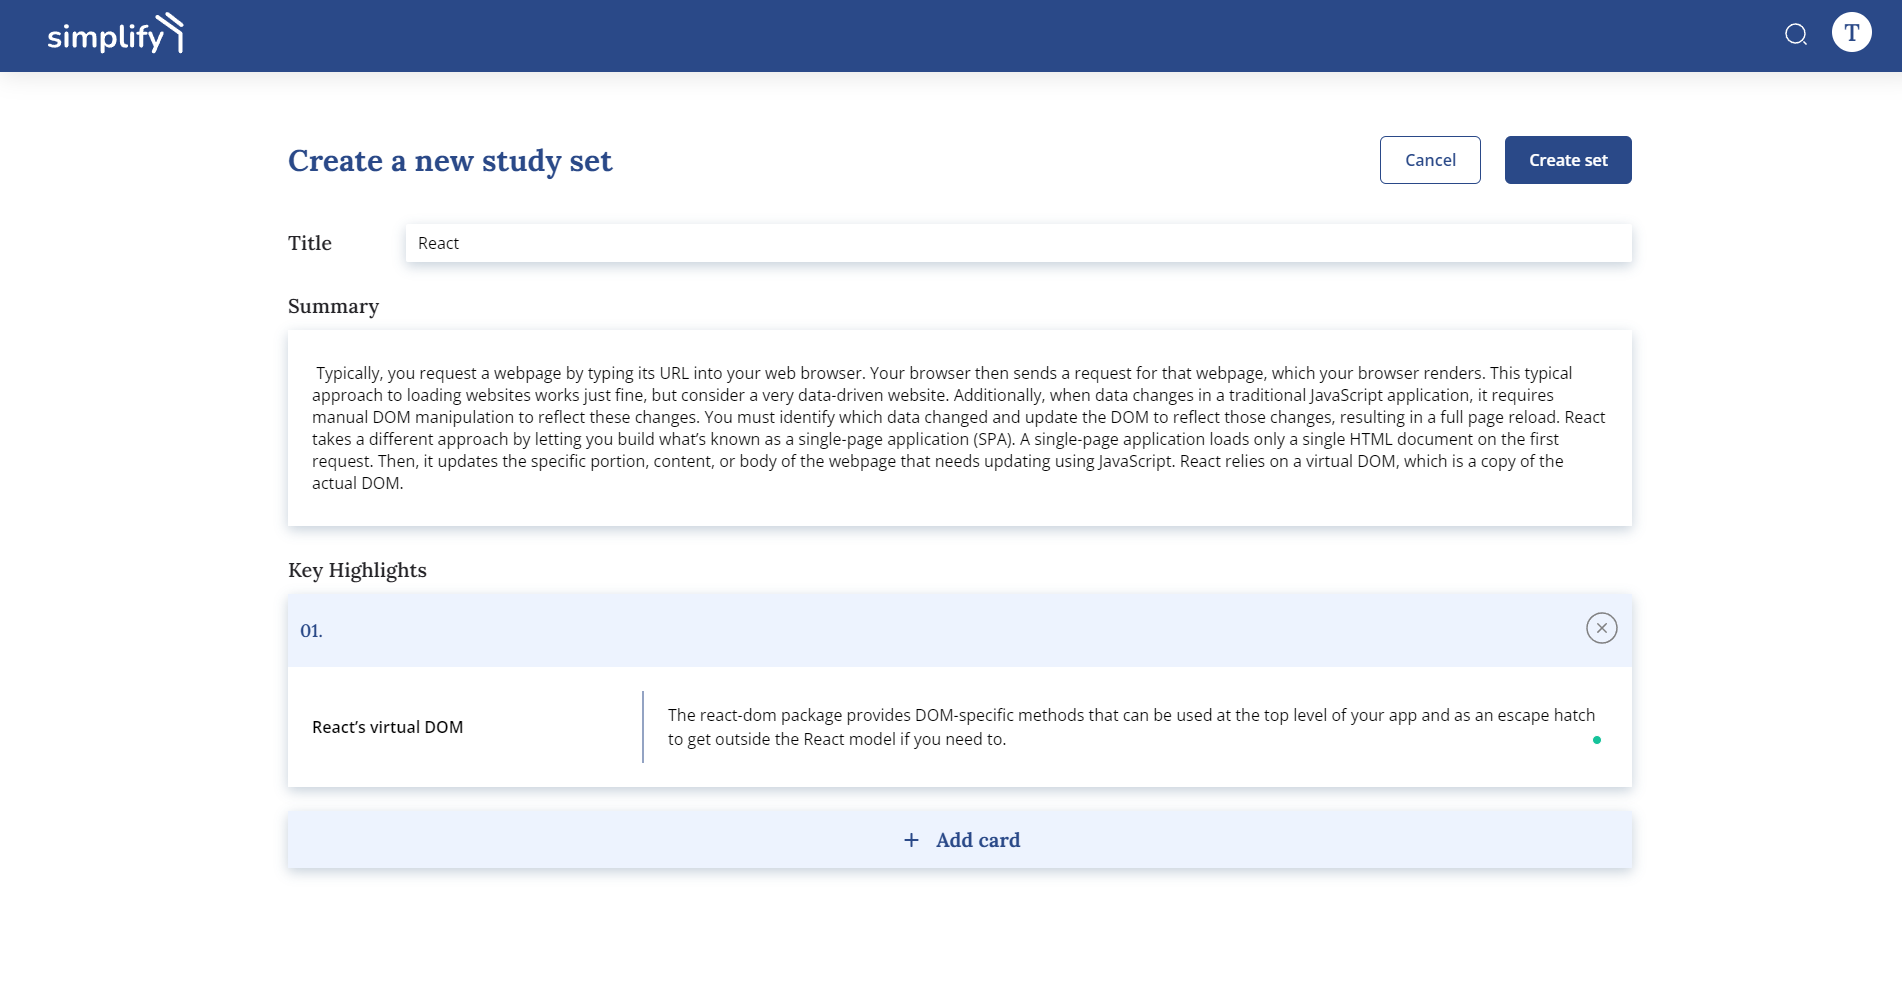 simplify
T
Create a new study set
Cancel
Create set
Title
React
Summary
Typically, you request a webpage by typing its URL into your web browser. Your browser then sends a request for that webpage, which your browser renders. This typical
approach to loading websites works just fine, but consider a very data-driven website. Additionally, when data changes in a traditional JavaScript application, it requires
manual DOM manipulation to reflect these changes. You must identify which data changed and update the DOM to reflect those changes, resulting in a full page reload. React
takes a different approach by letting you build what’s known as a single-page application (SPA). A single-page application loads only a single HTML document on the first
request. Then, it updates the specific portion, content, or body of the webpage that needs updating using JavaScript. React relies on a virtual DOM, which is a copy of the
actual DOM.
Key Highlights
01.
React’s virtual DOM
The react-dom package provides DOM-specific methods that can be used at the top level of your app and as an escape hatch
to get outside the React model if you need to.
+ Add card